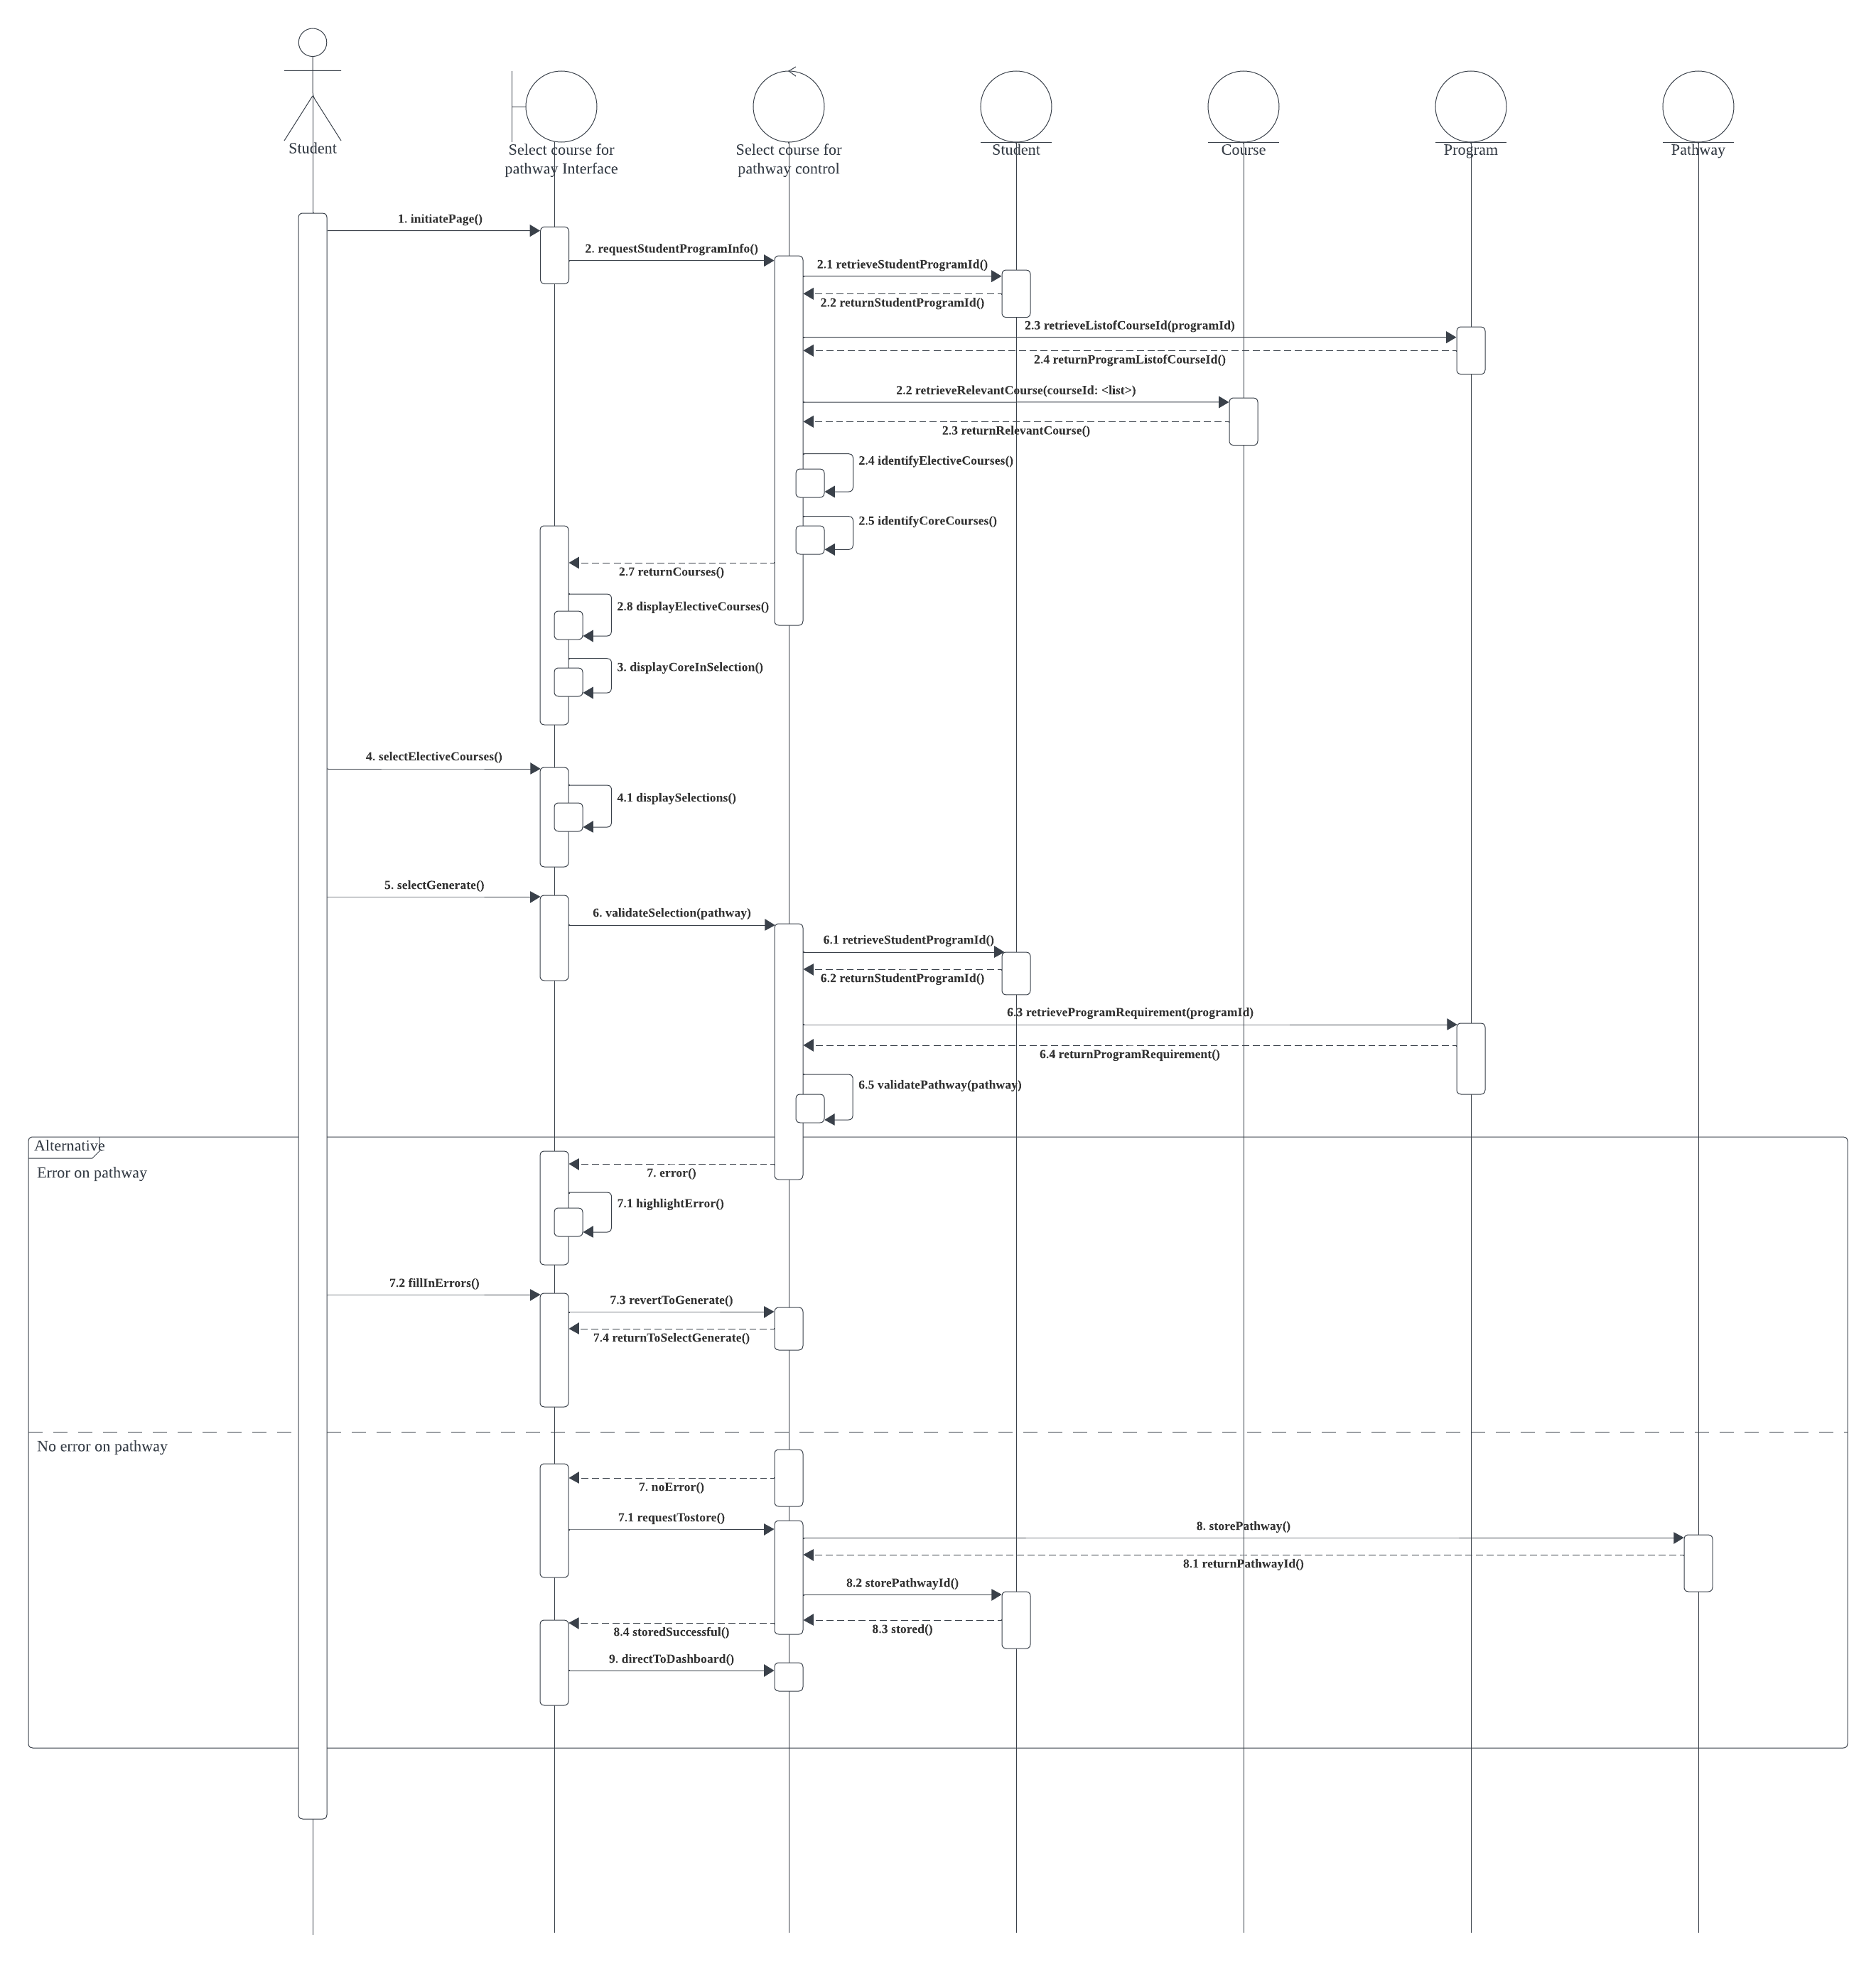 Student
Select course for
pathway Interface
Select course for
pathway control
Student
Course
Program
Pathway
1. initiatePage()
2. requestStudentProgramInfo()
2.1 retrieveStudentProgramId()
2.2 returnStudentProgramId()
2.3 retrieveListofCourseId(programId)
2.4 returnProgramListofCourseId()
2.2 retrieveRelevantCourse(courseId: <list>)
2.3 returnRelevantCourse()
2.4 identifyElectiveCourses()
2.5 identifyCoreCourses()
2.7 returnCourses()
2.8 displayElectiveCourses()
3. displayCoreInSelection()
4. selectElectiveCourses()
4.1 displaySelections()
5. selectGenerate()
6. validateSelection(pathway)
6.1 retrieveStudentProgramId()
6.2 returnStudentProgramId()
6.3 retrieveProgramRequirement(programId)
6.4 returnProgramRequirement()
6.5 validatePathway(pathway)
Alternative
Error on pathway
7. error()
7.1 highlightError()
7.2 fillInErrors()
7.3 revertToGenerate()
7.4 returnToSelectGenerate()
No error on pathway
7. noError()
7.1 requestTostore()
8. storePathway()
8.1 returnPathwayId()
8.2 storePathwayId()
8.3 stored()
8.4 storedSuccessful()
9. directToDashboard()